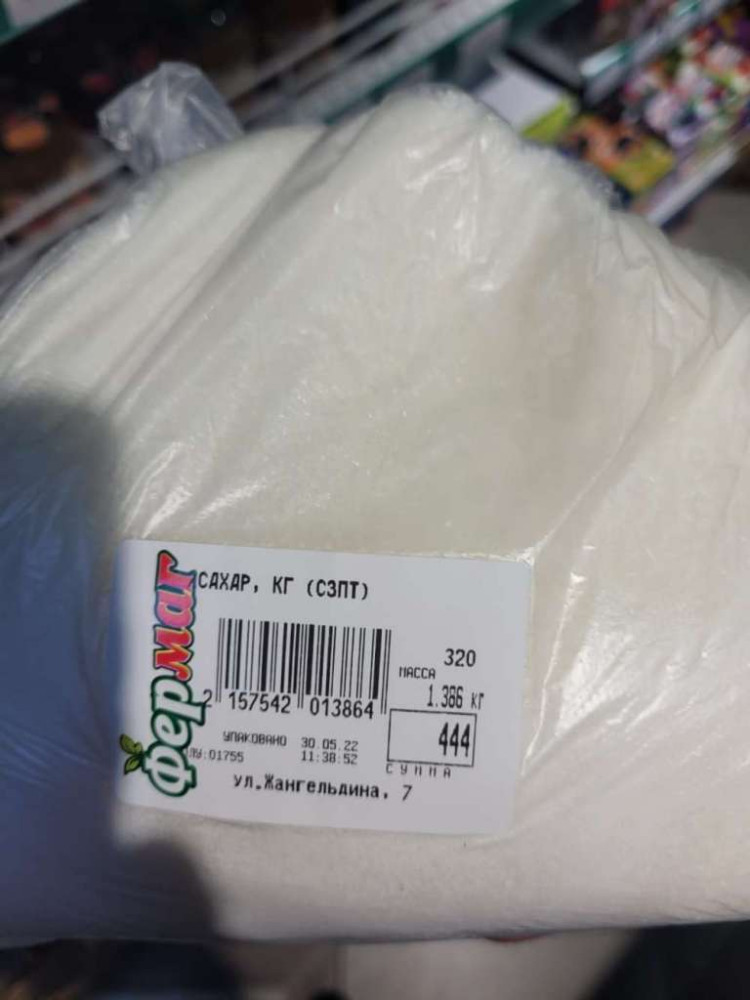 Фермаг
САХАР, КГ (СЗПТ)
320
МАССА
1.386 КГ
2 157542 013864
444
СУММА
УПАКОВАНО 30.05.22
ЛУ:01755 11:38:52
ул.Жангельдина, 7